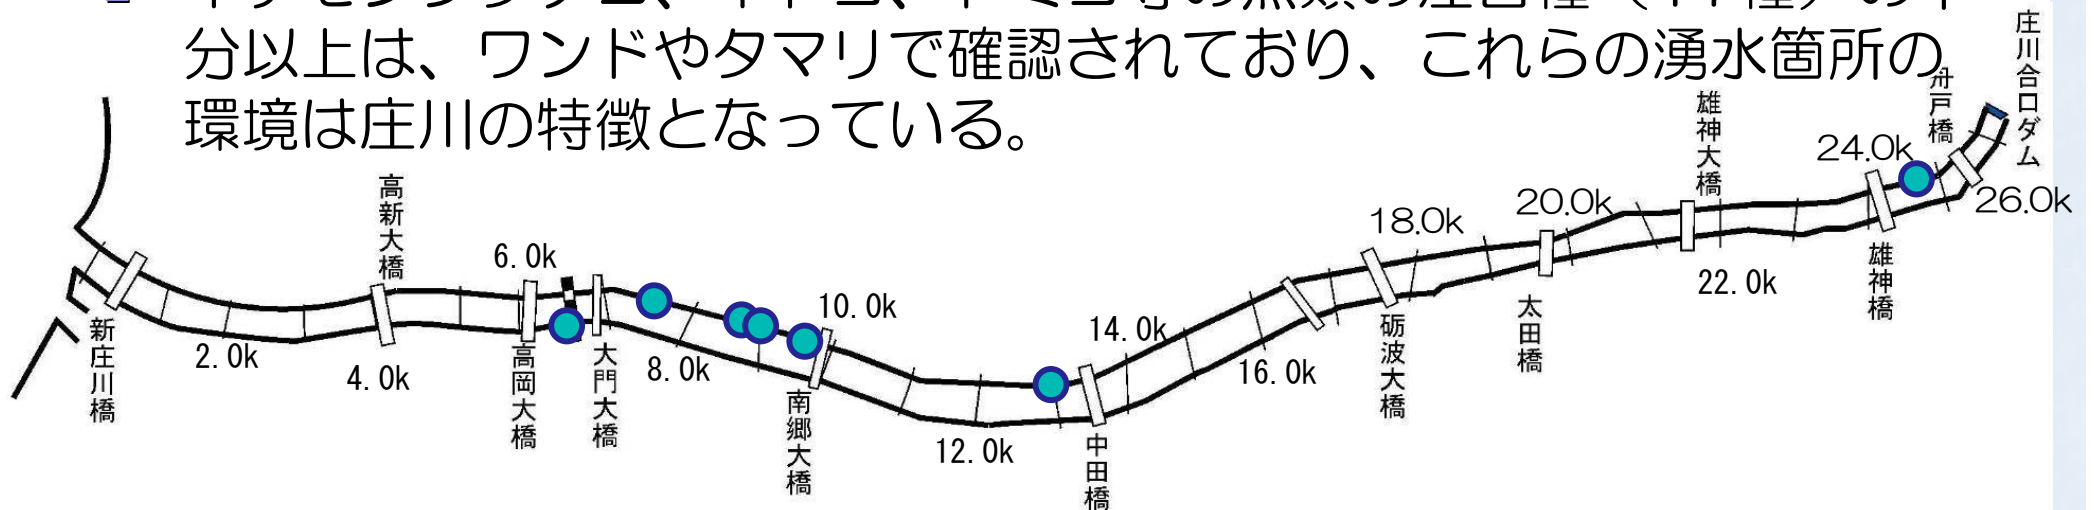 分以上は、ワンドやタマリで確認されており、これらの湧水箇所の
環境は庄川の特徴となっている。
庄川合口ダム
舟戸橋
雄神大橋
24.0k
26.0k
高新大橋
20.0k
18.0k
6.0k
雄神橋
22.0k
10.0k
太田橋
新庄川橋
2.0k
4.0k
高岡大橋
大門大橋
8.0k
14.0k
砺波大橋
16.0k
南郷大橋
12.0k
中田橋